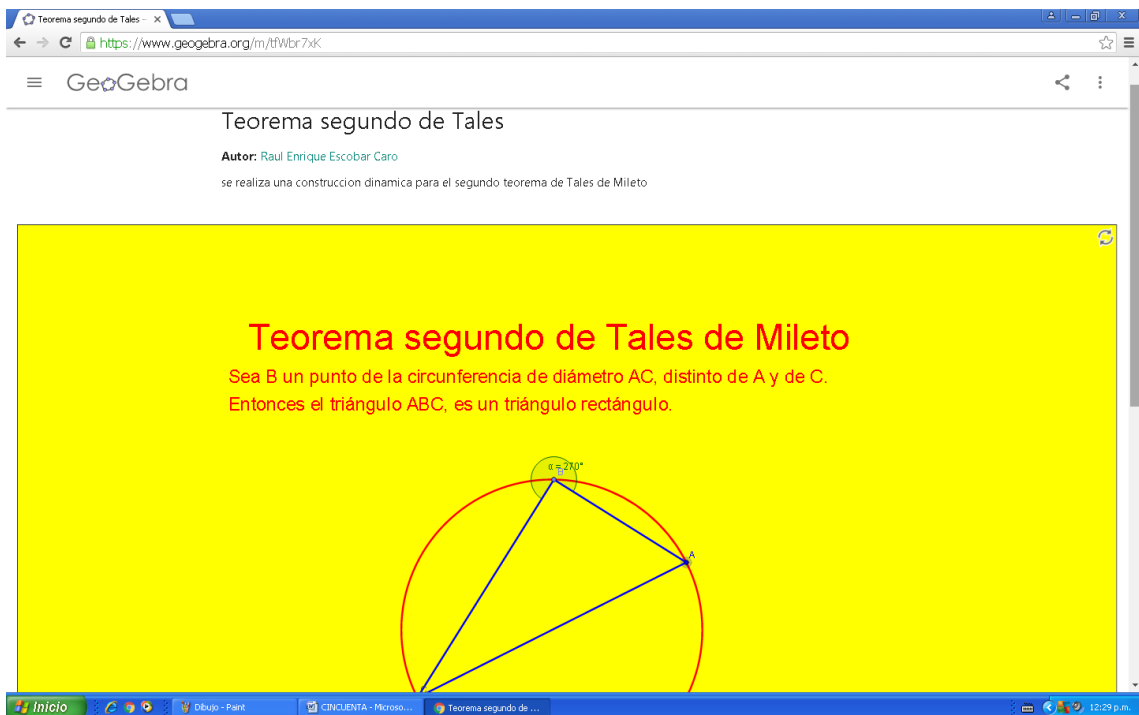 Teorema segundo de Tales -
https://www.geogebra.org/m/tfWbr7xK
GeoGebra
Teorema segundo de Tales
Autor: Raul Enrique Escobar Caro
se realiza una construccion dinamica para el segundo teorema de Tales de Mileto
Teorema segundo de Tales de Mileto
Sea B un punto de la circunferencia de diámetro AC, distinto de A y de C.
Entonces el triángulo ABC, es un triángulo rectángulo.
α = 270°
B
A
Inicio
Dibujo - Paint
CINCUENTA - Microso...
Teorema segundo de ...
12:29 p.m.